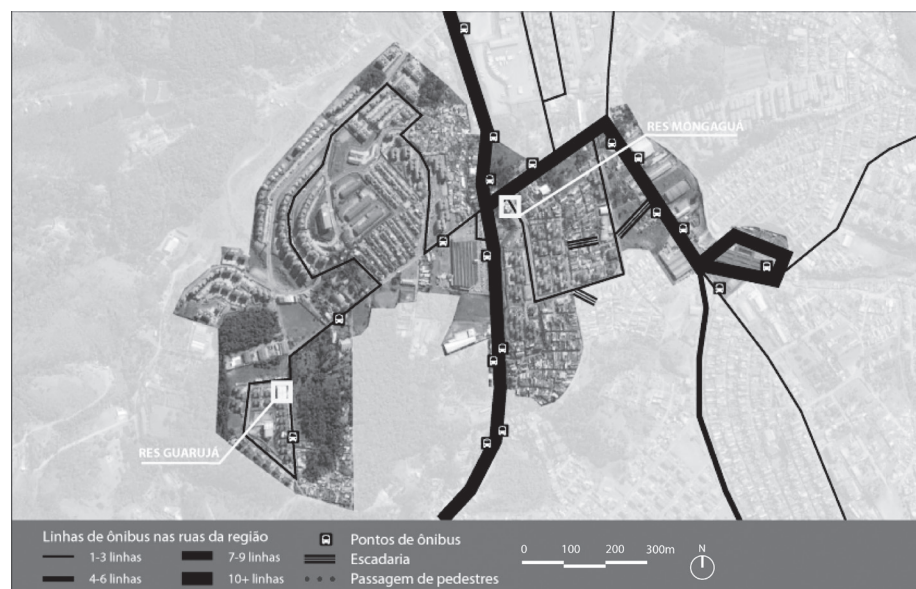 RES MONGAGUÁ
RES GUARUJÁ
Linhas de ônibus nas ruas da região
1-3 linhas
4-6 linhas
7-9 linhas
10+ linhas
Pontos de ônibus
Escadaria
Passagem de pedestres
0 100 200 300m
N